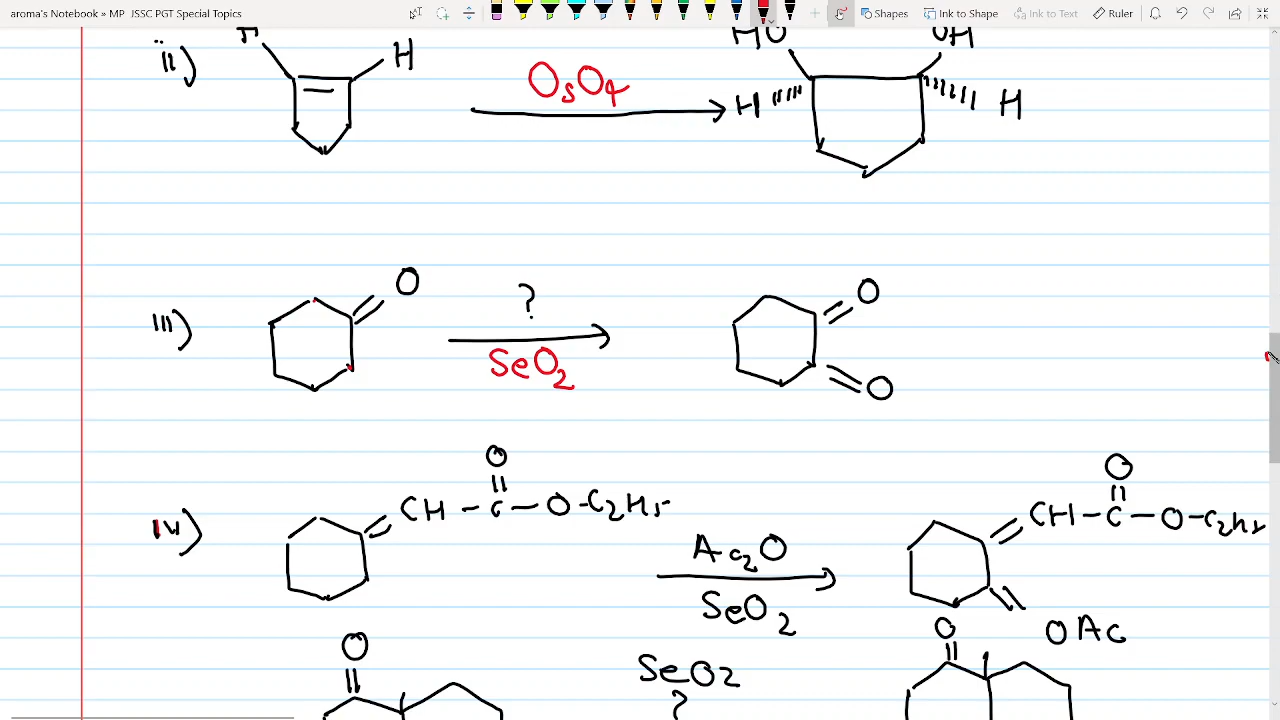 aromal's Notebook » MP JSSC PGT Special Topics
Shapes Ink to Shape Ink to Text Ruler
H H
ii)
OsO4
HO OH
H H
iii)
O
?
SeO2
O
O
iv)
O
CH - C - O - C2H5
Ac2O
SeO2
O
CH - C - O - C2H5
OAc
O
SeO2
?
O